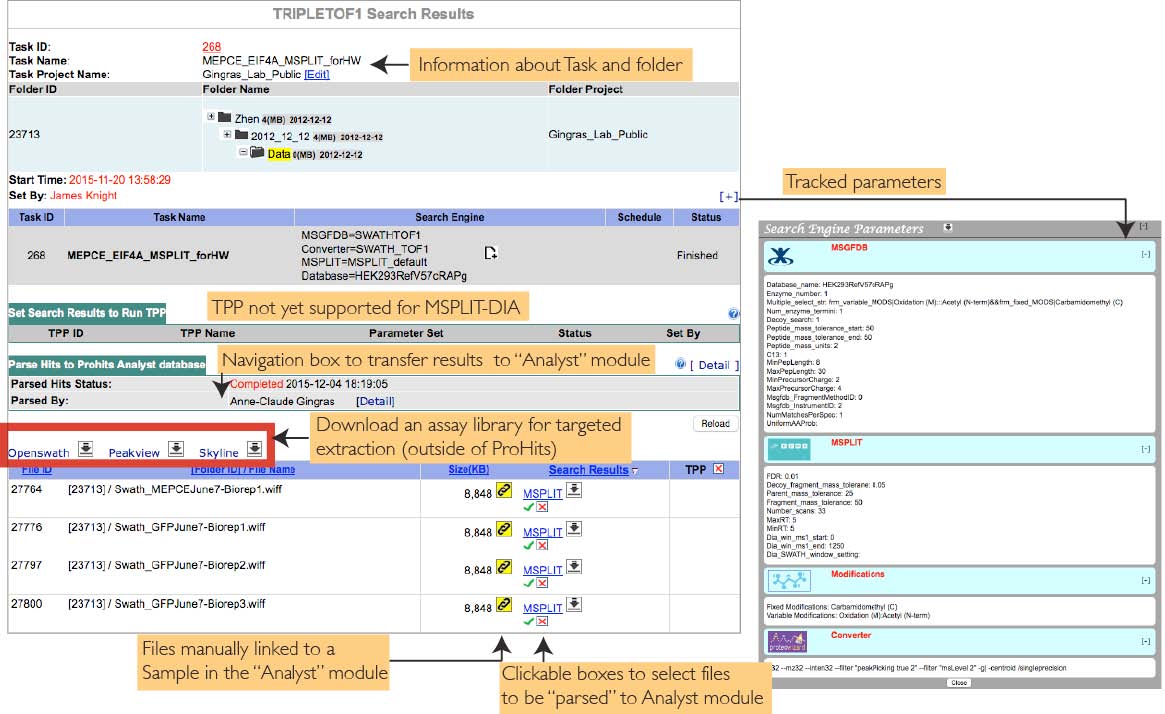 TRIPLETOF1 Search Results
Task ID: 268
Task Name: MEPCE_EIF4A_MSPLIT_forHW
Task Project Name: Gingras_Lab_Public [Edit]
Information about Task and folder
Folder ID Folder Name Folder Project
Zhen 4(MB) 2012-12-12
2012_12_12 4(MB) 2012-12-12
Data 0(MB) 2012-12-12
23713 Gingras_Lab_Public
Start Time: 2015-11-20 13:58:29
Set By: James Knight
[+]
Task ID Task Name Search Engine Schedule Status
268 MEPCE_EIF4A_MSPLIT_forHW
MSGFDB=SWATHTOF1
Converter=SWATH_TOF1
MSPLIT=MSPLIT_default
Database=HEK293RefV57cRAPg
Finished
Set Search Results to Run TPP
TPP not yet supported for MSPLIT-DIA
TPP ID TPP Name Parameter Set Status Set By
Parse Hits to Prohits Analyst database
Navigation box to transfer results to "Analyst" module
[ Detail ]
Parsed Hits Status: Completed 2015-12-04 18:19:05
Parsed By: Anne-Claude Gingras [Detail]
Download an assay library for targeted
extraction (outside of ProHits)
Reload
Openswath Peakview Skyline
File ID [Folder ID] / File Name Size(KB) Search Results TPP
27764 [23713] / Swath_MEPCEJune7-Biorep1.wiff 8,848 MSPLIT
27776 [23713] / Swath_GFPJune7-Biorep1.wiff 8,848 MSPLIT
27797 [23713] / Swath_GFPJune7-Biorep2.wiff 8,848 MSPLIT
27800 [23713] / Swath_GFPJune7-Biorep3.wiff 8,848 MSPLIT
Files manually linked to a
Sample in the "Analyst" module
Clickable boxes to select files
to be "parsed" to Analyst module
Tracked parameters
Search Engine Parameters [-]
MSGFDB [-]
Database_name: HEK293RefV57cRAPg
Enzyme_number: 1
Multiple_select_str: frm_variable_MODS|Oxidation (M):::Acetyl (N-term)&&frm_fixed_MODS|Carbamidomethyl (C)
Num_enzyme_termini: 1
Decoy_search: 1
Peptide_mass_tolerance_start: 50
Peptide_mass_tolerance_end: 50
Peptide_mass_units: 2
C13: 1
MinPepLength: 8
MaxPepLength: 30
MinPrecursorCharge: 2
MaxPrecursorCharge: 4
Msgfdb_FragmentMethodID: 0
Msgfdb_InstrumentID: 2
NumMatchesPerSpec: 1
UniformAAProb:
MSPLIT [-]
FDR: 0.01
Decoy_fragment_mass_tolerane: 0.05
Parent_mass_tolerance: 25
Fragment_mass_tolerance: 50
Number_scans: 33
MaxRT: 5
MinRT: 5
Dia_win_ms1_start: 0
Dia_win_ms1_end: 1250
Dia_SWATH_window_setting:
Modifications [-]
Fixed Modifications: Carbamidomethyl (C)
Variable Modifications: Oxidation (M):Acetyl (N-term)
proteowizard
Converter [-]
32 --mz32 --inten32 --filter "peakPicking true 2" --filter "msLevel 2" -g| -centroid /singleprecision
Close